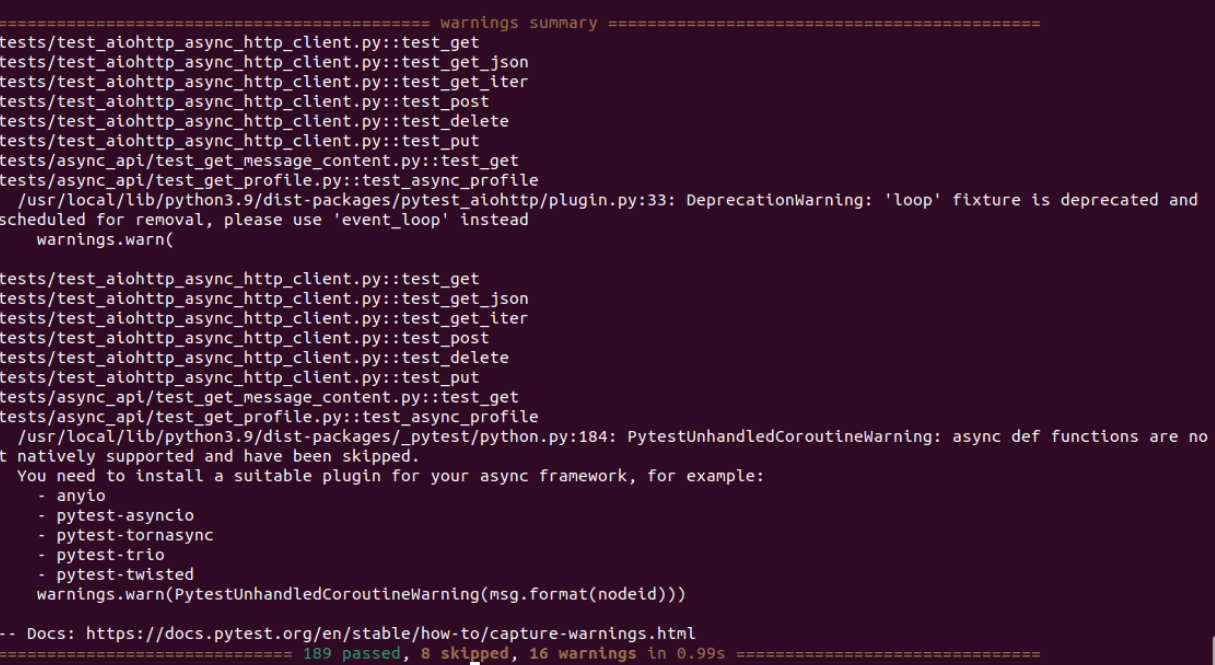 ============================================ warnings summary ============================================
tests/test_aiohttp_async_http_client.py::test_get
tests/test_aiohttp_async_http_client.py::test_get_json
tests/test_aiohttp_async_http_client.py::test_get_iter
tests/test_aiohttp_async_http_client.py::test_post
tests/test_aiohttp_async_http_client.py::test_delete
tests/test_aiohttp_async_http_client.py::test_put
tests/async_api/test_get_message_content.py::test_get
tests/async_api/test_get_profile.py::test_async_profile
  /usr/local/lib/python3.9/dist-packages/pytest_aiohttp/plugin.py:33: DeprecationWarning: 'loop' fixture is deprecated and
scheduled for removal, please use 'event_loop' instead
    warnings.warn(

tests/test_aiohttp_async_http_client.py::test_get
tests/test_aiohttp_async_http_client.py::test_get_json
tests/test_aiohttp_async_http_client.py::test_get_iter
tests/test_aiohttp_async_http_client.py::test_post
tests/test_aiohttp_async_http_client.py::test_delete
tests/test_aiohttp_async_http_client.py::test_put
tests/async_api/test_get_message_content.py::test_get
tests/async_api/test_get_profile.py::test_async_profile
  /usr/local/lib/python3.9/dist-packages/_pytest/python.py:184: PytestUnhandledCoroutineWarning: async def functions are no
t natively supported and have been skipped.
  You need to install a suitable plugin for your async framework, for example:
    - anyio
    - pytest-asyncio
    - pytest-tornasync
    - pytest-trio
    - pytest-twisted
    warnings.warn(PytestUnhandledCoroutineWarning(msg.format(nodeid)))

-- Docs: https://docs.pytest.org/en/stable/how-to/capture-warnings.html
============================== 189 passed, 8 skipped, 16 warnings in 0.99s ===============================